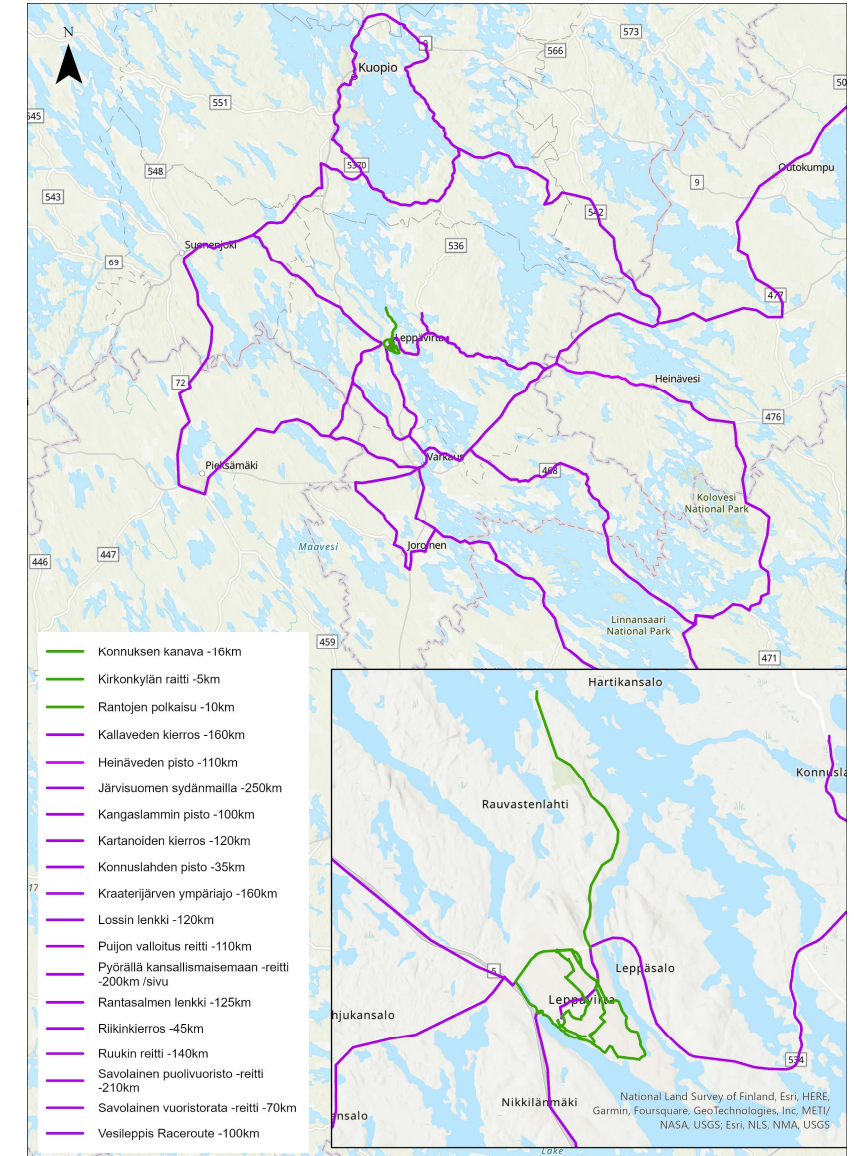 N
9
573
566
Kuopio
50
551
545
5370
548
Outokumpu
9
543
542
Suonenjoki
536
69
477
Leppävirta
72
Heinävesi
476
Varkaus
Pieksämäki
468
Kolovesi
National Park
Joroinen
Maavesi
447
446
Linnansaari
National Park
459
471
Konnuksen kanava -16km
Kirkonkylän raitti -5km
Rantojen polkaisu -10km
Kallaveden kierros -160km
Heinäveden pisto -110km
Järvisuomen sydänmailla -250km
Kangaslammin pisto -100km
Kartanoiden kierros -120km
Konnuslahden pisto -35km
Kraaterijärven ympäriajo -160km
Lossin lenkki -120km
Puijon valloitus reitti -110km
Pyörällä kansallismaisemaan -reitti
-200km /sivu
Rantasalmen lenkki -125km
Riikinkierros -45km
Ruukin reitti -140km
Savolainen puolivuoristo -reitti
-210km
Savolainen vuoristorata -reitti -70km
Vesileppis Raceroute -100km
17
Hartikansalo
Konnusla
Rauvastenlahti
5
Leppäsalo
Leppävirta
hjukansalo
534
Nikkilänmäki
nsalo
National Land Survey of Finland, Esri, HERE,
Garmin, Foursquare, GeoTechnologies, Inc, METI/
NASA, USGS; Esri, NLS, NMA, USGS
Lake